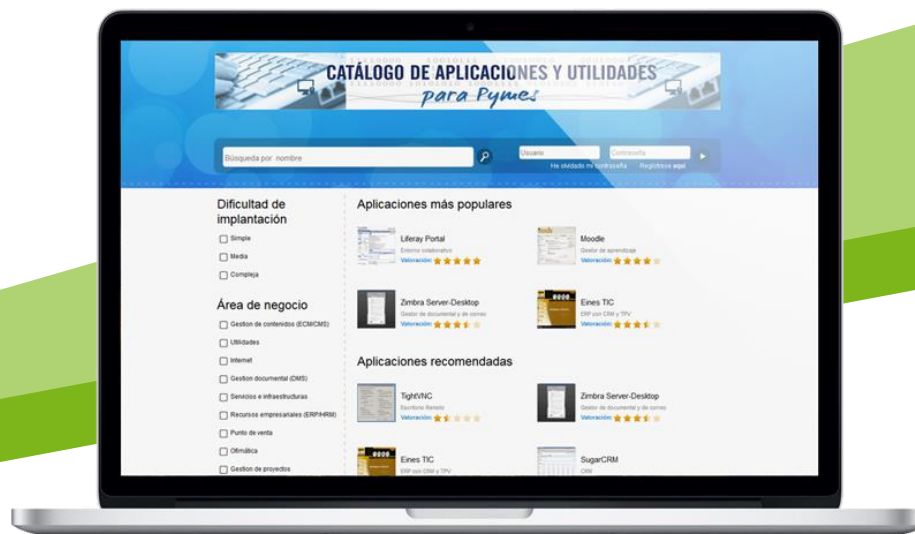 CATÁLOGO DE APLICACIONES Y UTILIDADES
para Pymes
Búsqueda por nombre
Usuario
Contraseña
He olvidado mi contraseña
Regístrese aquí
Dificultad de
implantación
Simple
Media
Compleja
Área de negocio
Gestion de contenidos (ECM/CMS)
Utilidades
Internet
Gestion documental (DMS)
Servicios e infraestructuras
Recursos empresariales (ERP/HRM)
Punto de venta
Ofimática
Gestion de proyectos
Aplicaciones más populares
Liferay Portal
Entorno colaborativo
Valoración:
Moodle
Gestor de aprendizaje
Valoración:
Zimbra Server-Desktop
Gestor de documental y de correo
Valoración:
Eines TIC
ERP con CRM y TPV
Valoración:
Aplicaciones recomendadas
TightVNC
Escritorio Remoto
Valoración:
Zimbra Server-Desktop
Gestor de documental y de correo
Valoración:
Eines TIC
ERP con CRM y TPV
SugarCRM
CRM